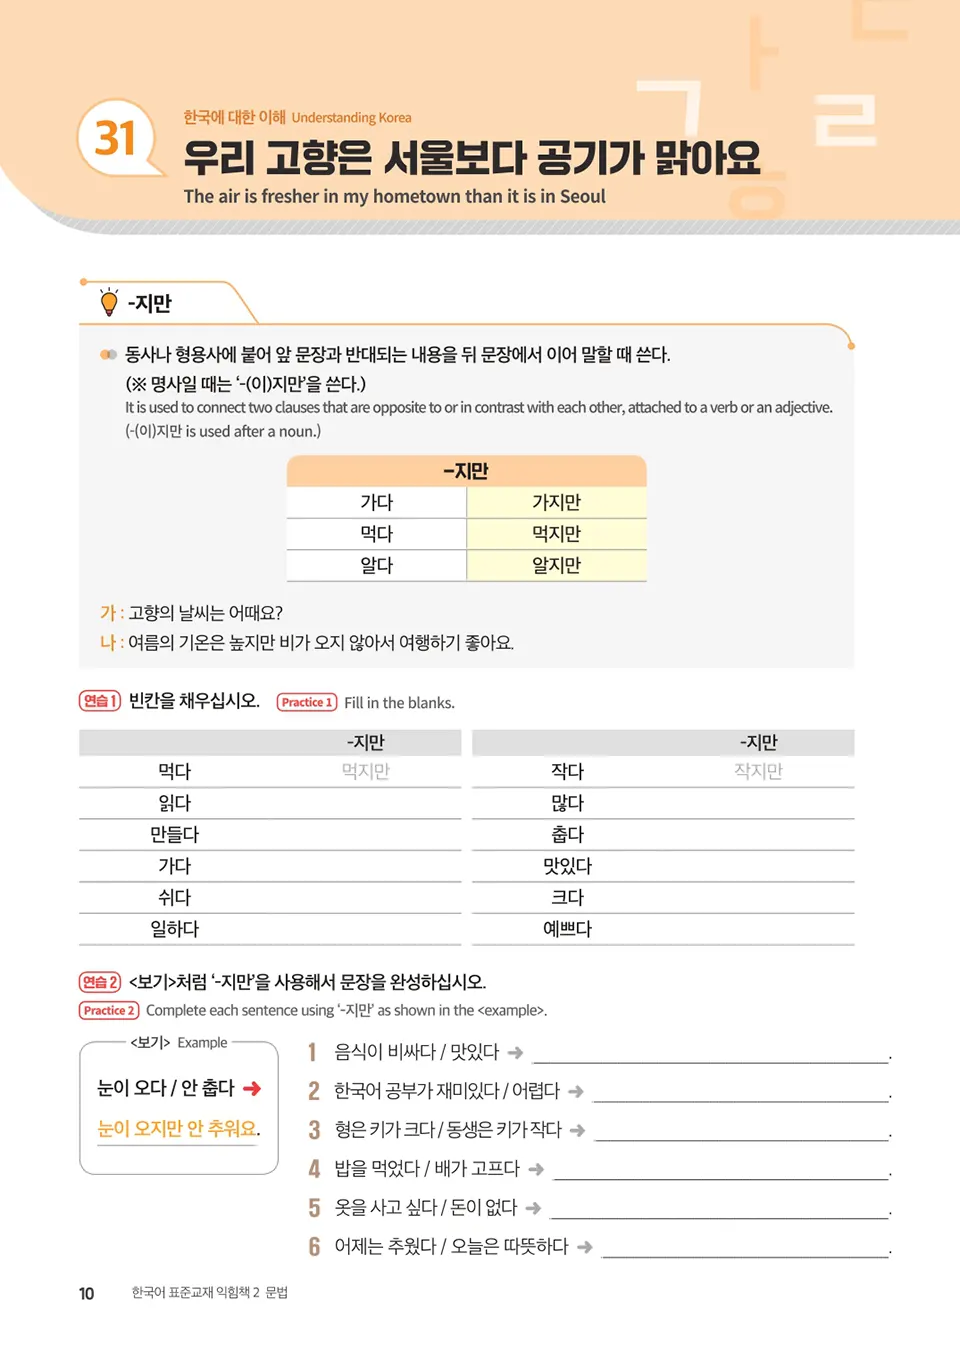 31
한국에 대한 이해 Understanding Korea
우리 고향은 서울보다 공기가 맑아요
The air is fresher in my hometown than it is in Seoul
ㄱ ㅏ ㄷ ㄹ ㅎ
-지만
동사나 형용사에 붙어 앞 문장과 반대되는 내용을 뒤 문장에서 이어 말할 때 쓴다.
(※ 명사일 때는 ‘-(이)지만’을 쓴다.)
It is used to connect two clauses that are opposite to or in contrast with each other, attached to a verb or an adjective.
(-(이)지만 is used after a noun.)
–지만
가다 가지만
먹다 먹지만
알다 알지만
가 : 고향의 날씨는 어때요?
나 : 여름의 기온은 높지만 비가 오지 않아서 여행하기 좋아요.
연습 1 빈칸을 채우십시오. Practice 1 Fill in the blanks.
-지만 -지만
먹다 먹지만 작다 작지만
읽다 많다
만들다 춥다
가다 맛있다
쉬다 크다
일하다 예쁘다
연습 2 <보기>처럼 ‘-지만’을 사용해서 문장을 완성하십시오.
Practice 2 Complete each sentence using ‘-지만’ as shown in the <example>.
<보기> Example
눈이 오다 / 안 춥다 ➔
눈이 오지만 안 추워요.
1 음식이 비싸다 / 맛있다 ➔ .
2 한국어 공부가 재미있다 / 어렵다 ➔ .
3 형은 키가 크다 / 동생은 키가 작다 ➔ .
4 밥을 먹었다 / 배가 고프다 ➔ .
5 옷을 사고 싶다 / 돈이 없다 ➔ .
6 어제는 추웠다 / 오늘은 따뜻하다 ➔ .
10 한국어 표준교재 익힘책 2 문법